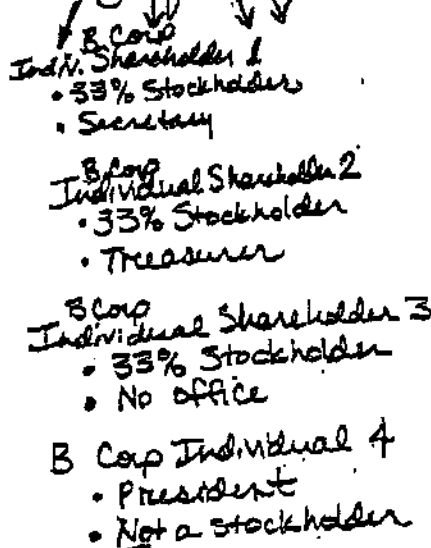 B Corp
Indiv. Shareholder 1
• 33% Stockholder
• Secretary
B Corp
Individual Shareholder 2
• 33% Stockholder
• Treasurer
B Corp
Individual Shareholder 3
• 33% Stockholder
• No office
B Corp Individual 4
• President
• Not a stockholder